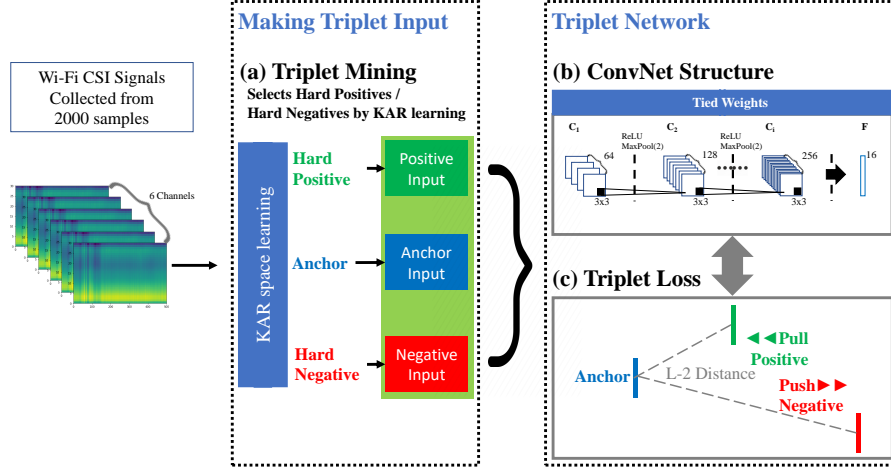 Making Triplet Input
Triplet Network
Wi-Fi CSI Signals
Collected from
2000 samples
6 Channels
(a) Triplet Mining
Selects Hard Positives /
Hard Negatives by KAR learning
KAR space learning
Hard
Positive
Positive
Input
Anchor
Anchor
Input
Hard
Negative
Negative
Input
(b) ConvNet Structure
Tied Weights
C1
64
ReLU
MaxPool(2)
C2
128
ReLU
MaxPool(2)
Ci
256
F
16
3x3
3x3
3x3
(c) Triplet Loss
Pull
Positive
Anchor
L-2 Distance
Push
Negative